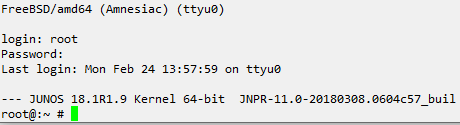 FreeBSD/amd64 (Amnesiac) (ttyu0)
login: root
Password:
Last login: Mon Feb 24 13:57:59 on ttyu0
--- JUNOS 18.1R1.9 Kernel 64-bit  JNPR-11.0-20180308.0604c57_buil
root@:~ #